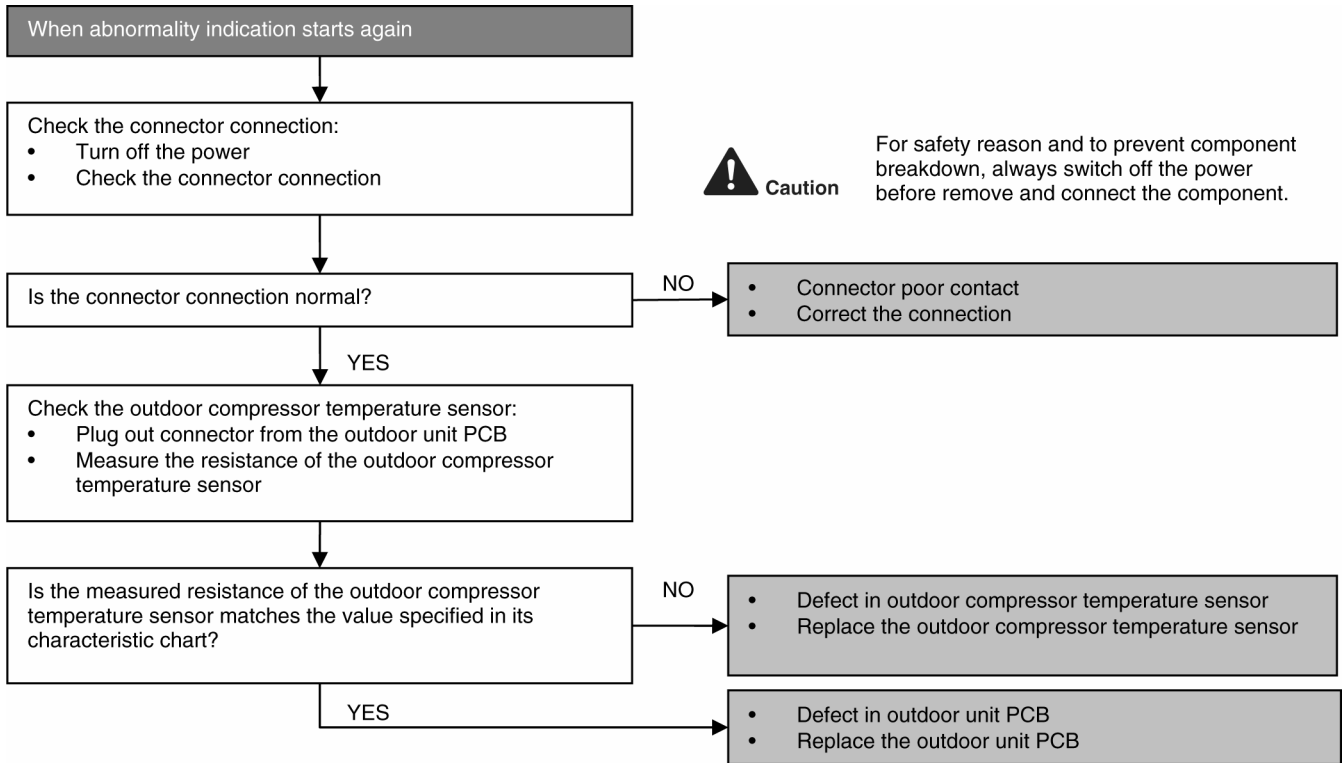 When abnormality indication starts again
Check the connector connection:
• Turn off the power
• Check the connector connection
Caution
For safety reason and to prevent component
breakdown, always switch off the power
before remove and connect the component.
Is the connector connection normal?
NO
• Connector poor contact
• Correct the connection
YES
Check the outdoor compressor temperature sensor:
• Plug out connector from the outdoor unit PCB
• Measure the resistance of the outdoor compressor
temperature sensor
Is the measured resistance of the outdoor compressor
temperature sensor matches the value specified in its
characteristic chart?
NO
• Defect in outdoor compressor temperature sensor
• Replace the outdoor compressor temperature sensor
YES
• Defect in outdoor unit PCB
• Replace the outdoor unit PCB